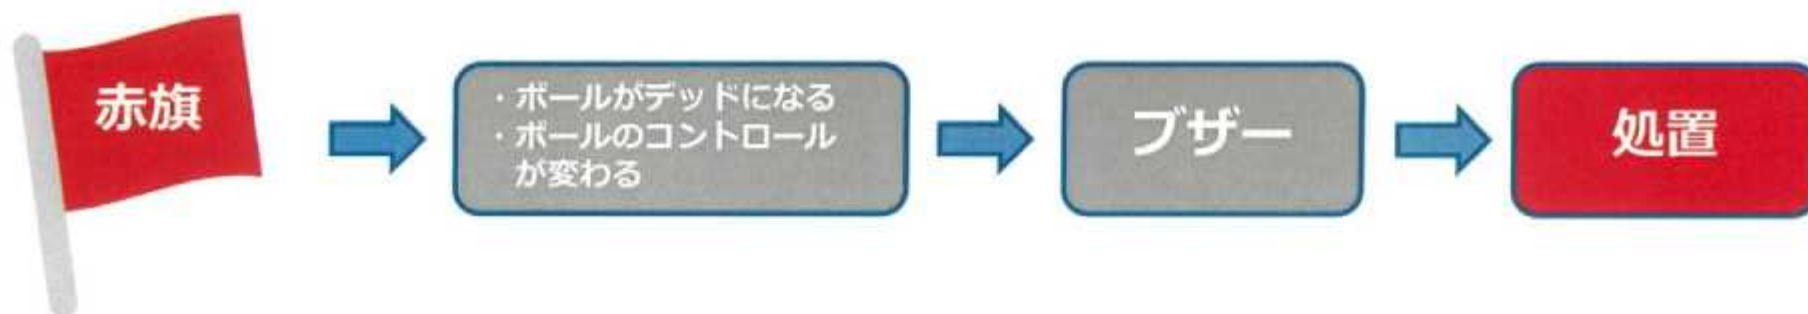 赤旗
・ボールがデッドになる
・ボールのコントロール
が変わる
ブザー
処置